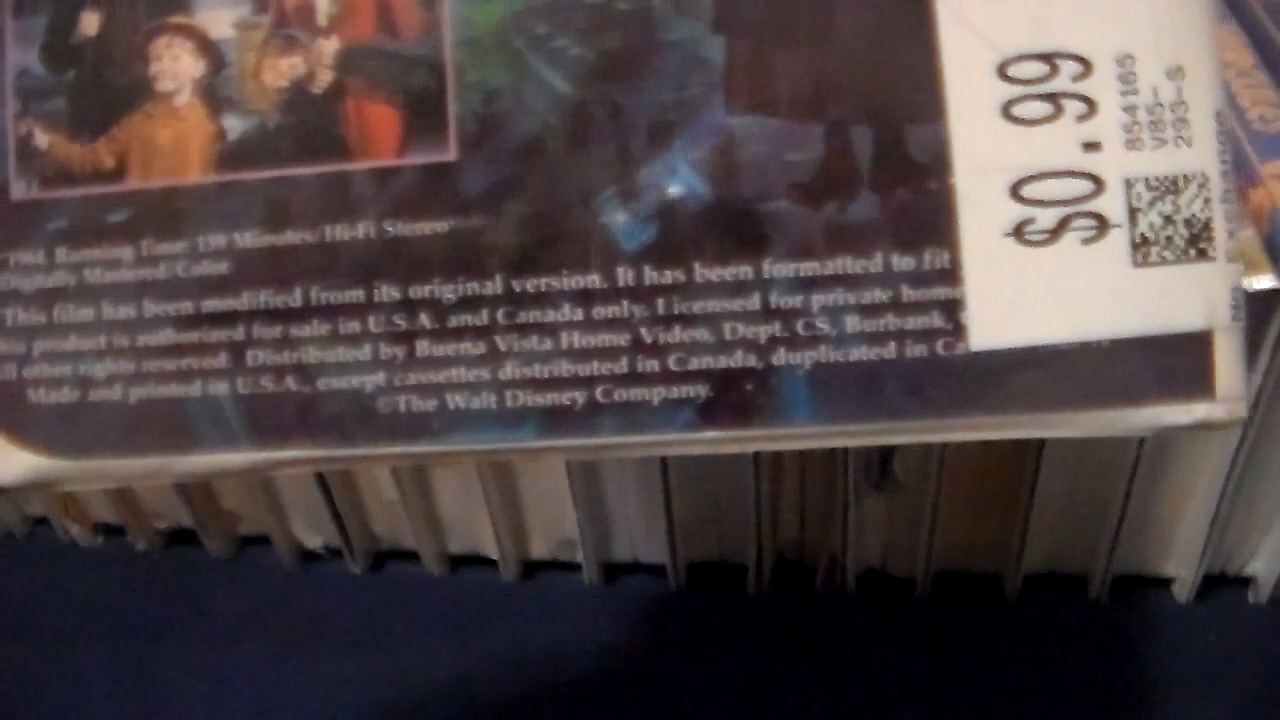 1964. Running Time: 139 Minutes/Hi-Fi Stereo
Digitally Mastered/Color
This film has been modified from its original version. It has been formatted to fit
product is authorized for sale in U.S.A. and Canada only. Licensed for private home
other rights reserved. Distributed by Buena Vista Home Video, Dept. CS, Burbank,
Made and printed in U.S.A., except cassettes distributed in Canada, duplicated in
©The Walt Disney Company.
$0.99
854165
V85-
293-S